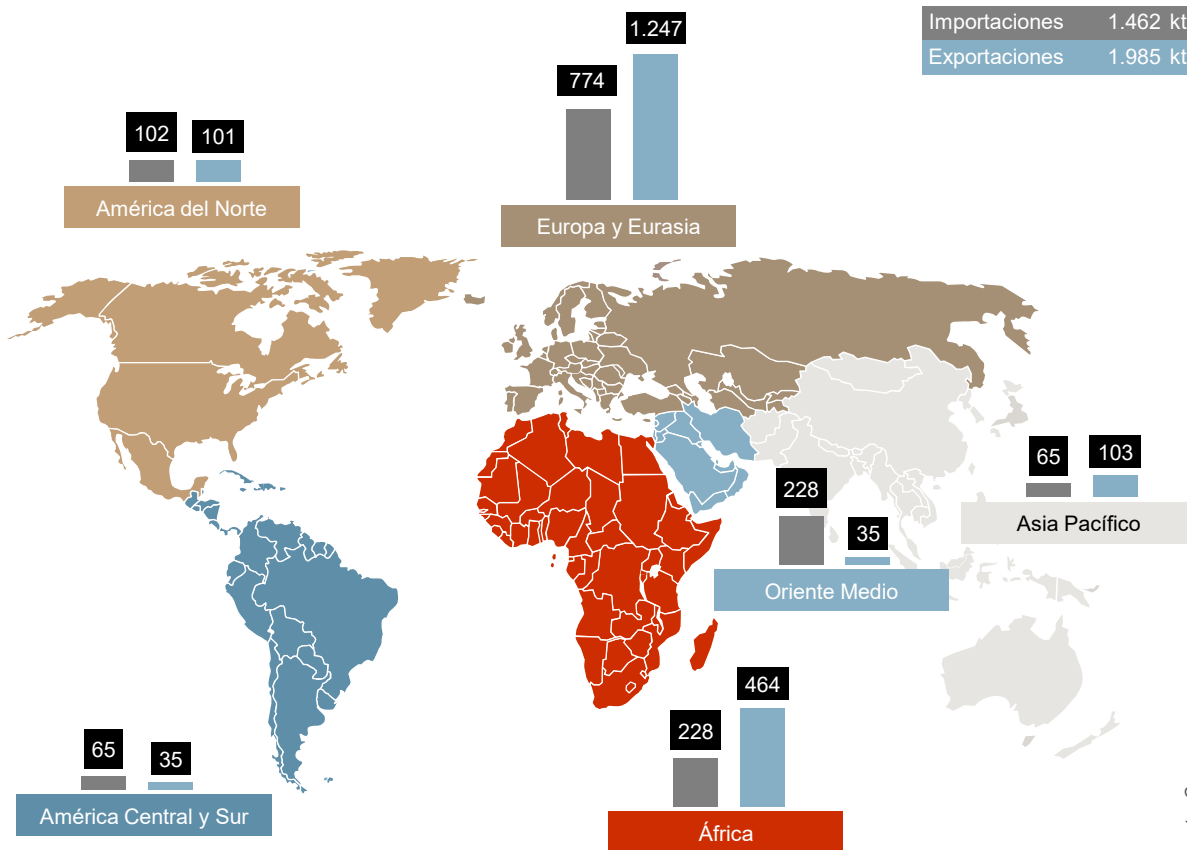 Importaciones 1.462 kt
Exportaciones 1.985 kt
1.247
774
102 101
América del Norte
Europa y Eurasia
65 103
Asia Pacífico
228
35
Oriente Medio
464
228
África
65 35
América Central y Sur